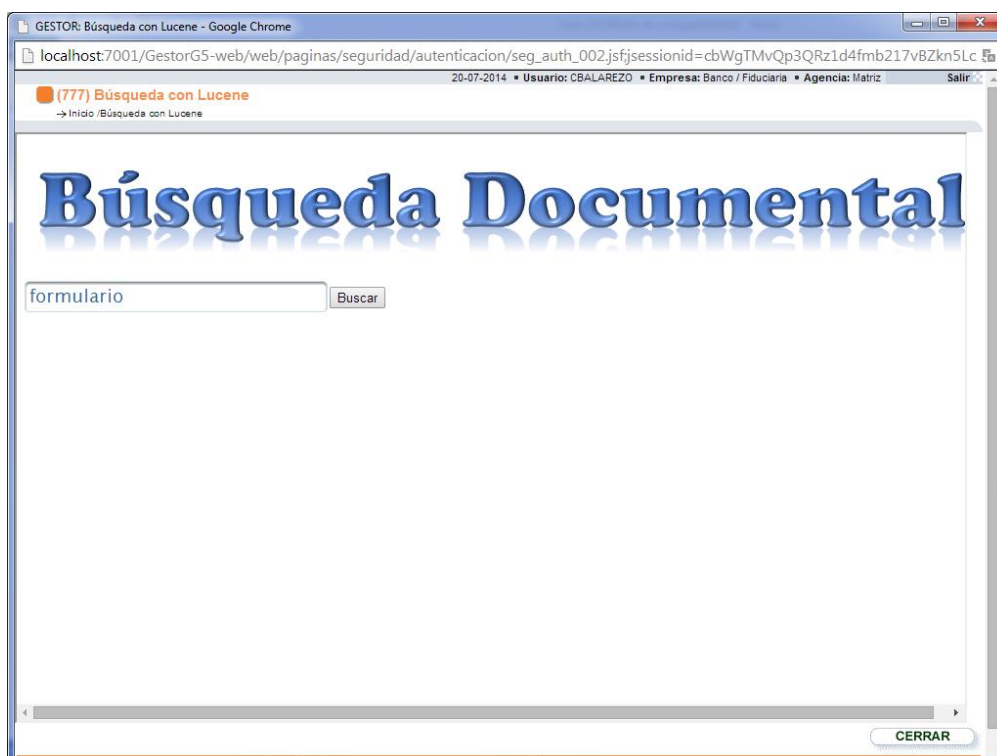 GESTOR: Búsqueda con Lucene - Google Chrome
localhost:7001/GestorG5-web/web/paginas/seguridad/autenticacion/seg_auth_002.jsf;jsessionid=cbWgTMvQp3QRz1d4fmb217vBZkn5Lc
20-07-2014 ▪ Usuario: CBALAREZO ▪ Empresa: Banco / Fiduciaria ▪ Agencia: Matriz Salir
(777) Búsqueda con Lucene
→ Inicio /Búsqueda con Lucene
Búsqueda Documental
formulario Buscar
CERRAR